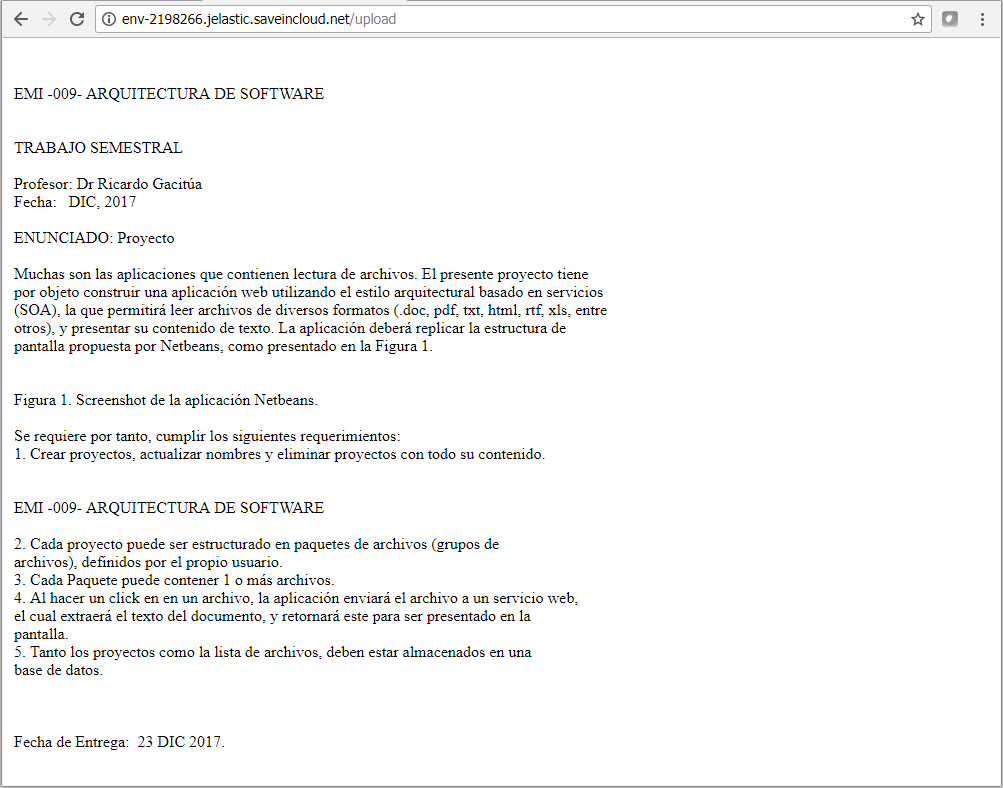 env-2198266.jelastic.saveincloud.net/upload
EMI -009- ARQUITECTURA DE SOFTWARE
TRABAJO SEMESTRAL
Profesor: Dr Ricardo Gacitúa
Fecha:   DIC, 2017
ENUNCIADO: Proyecto
Muchas son las aplicaciones que contienen lectura de archivos. El presente proyecto tiene
por objeto construir una aplicación web utilizando el estilo arquitectural basado en servicios
(SOA), la que permitirá leer archivos de diversos formatos (.doc, pdf, txt, html, rtf, xls, entre
otros), y presentar su contenido de texto. La aplicación deberá replicar la estructura de
pantalla propuesta por Netbeans, como presentado en la Figura 1.
Figura 1. Screenshot de la aplicación Netbeans.
Se requiere por tanto, cumplir los siguientes requerimientos:
1. Crear proyectos, actualizar nombres y eliminar proyectos con todo su contenido.
EMI -009- ARQUITECTURA DE SOFTWARE
2. Cada proyecto puede ser estructurado en paquetes de archivos (grupos de
archivos), definidos por el propio usuario.
3. Cada Paquete puede contener 1 o más archivos.
4. Al hacer un click en en un archivo, la aplicación enviará el archivo a un servicio web,
el cual extraerá el texto del documento, y retornará este para ser presentado en la
pantalla.
5. Tanto los proyectos como la lista de archivos, deben estar almacenados en una
base de datos.
Fecha de Entrega:  23 DIC 2017.